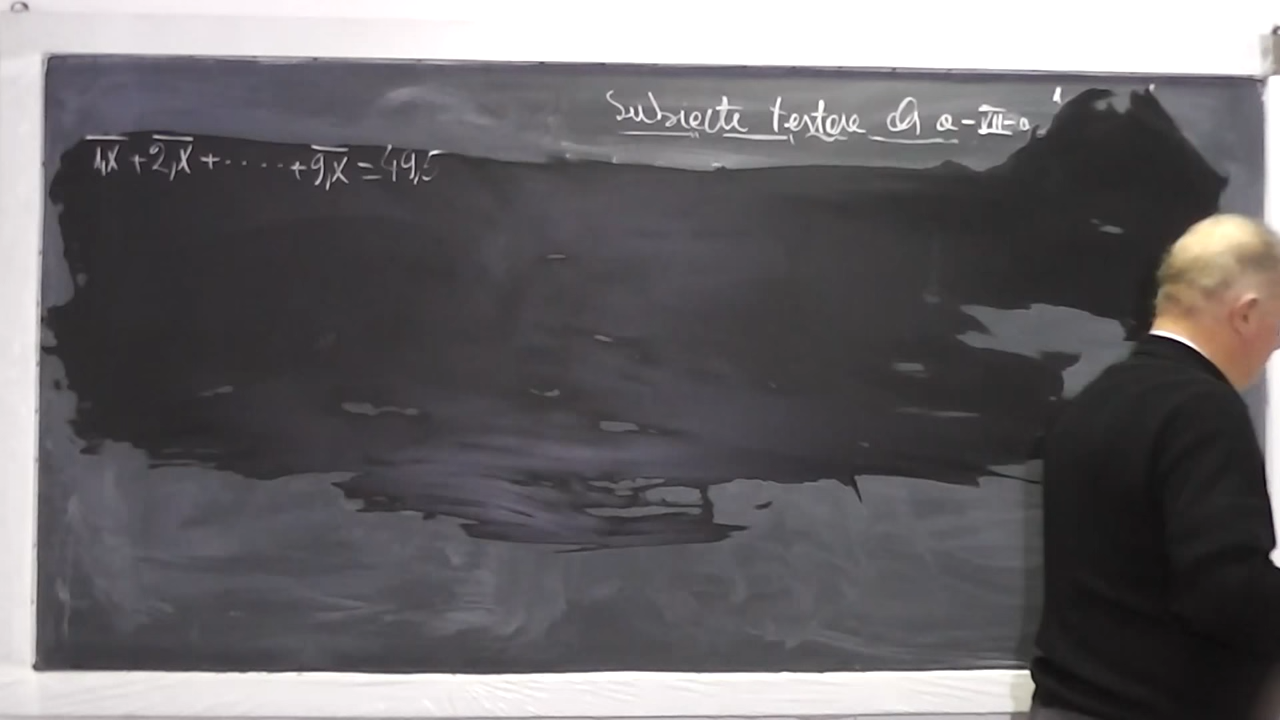 Subiecte testare cls a-VII-a
1,x + 2,x + ..... + 9,x = 49,5